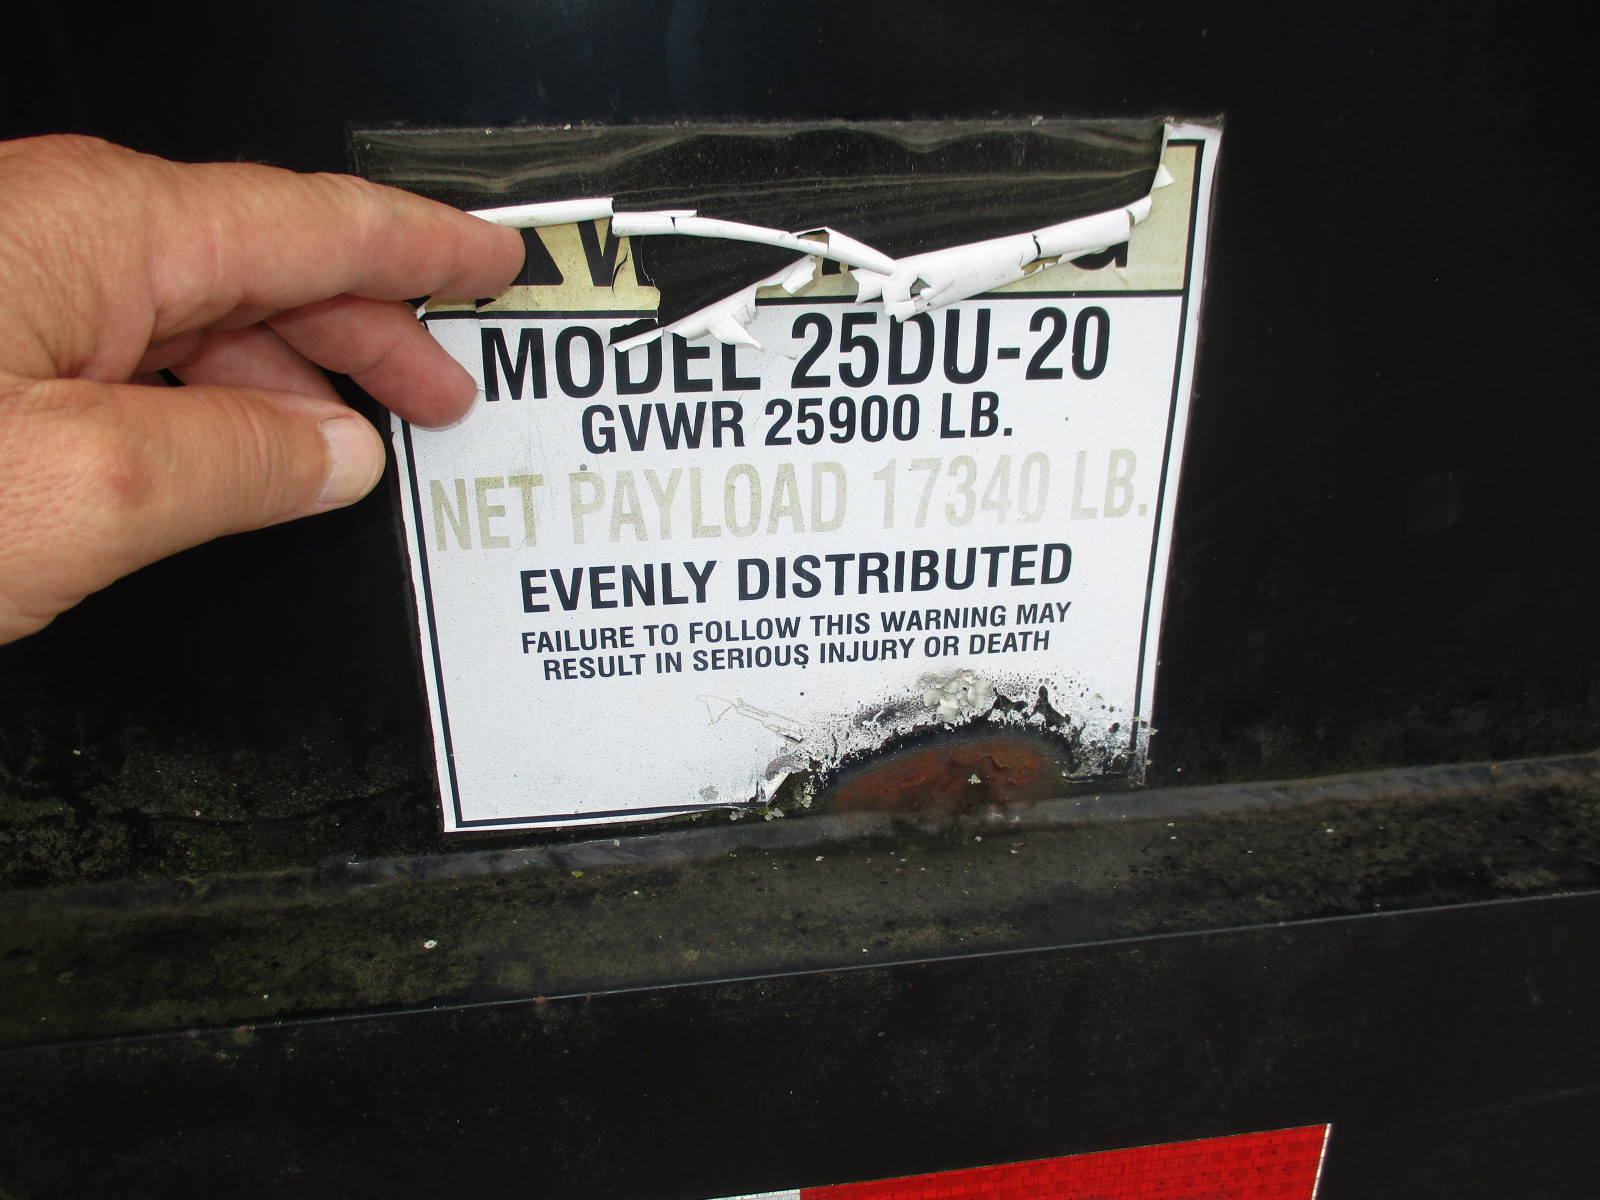 MODEL 25DU-20
GVWR 25900 LB.
NET PAYLOAD 17340 LB.
EVENLY DISTRIBUTED
FAILURE TO FOLLOW THIS WARNING MAY
RESULT IN SERIOUS INJURY OR DEATH